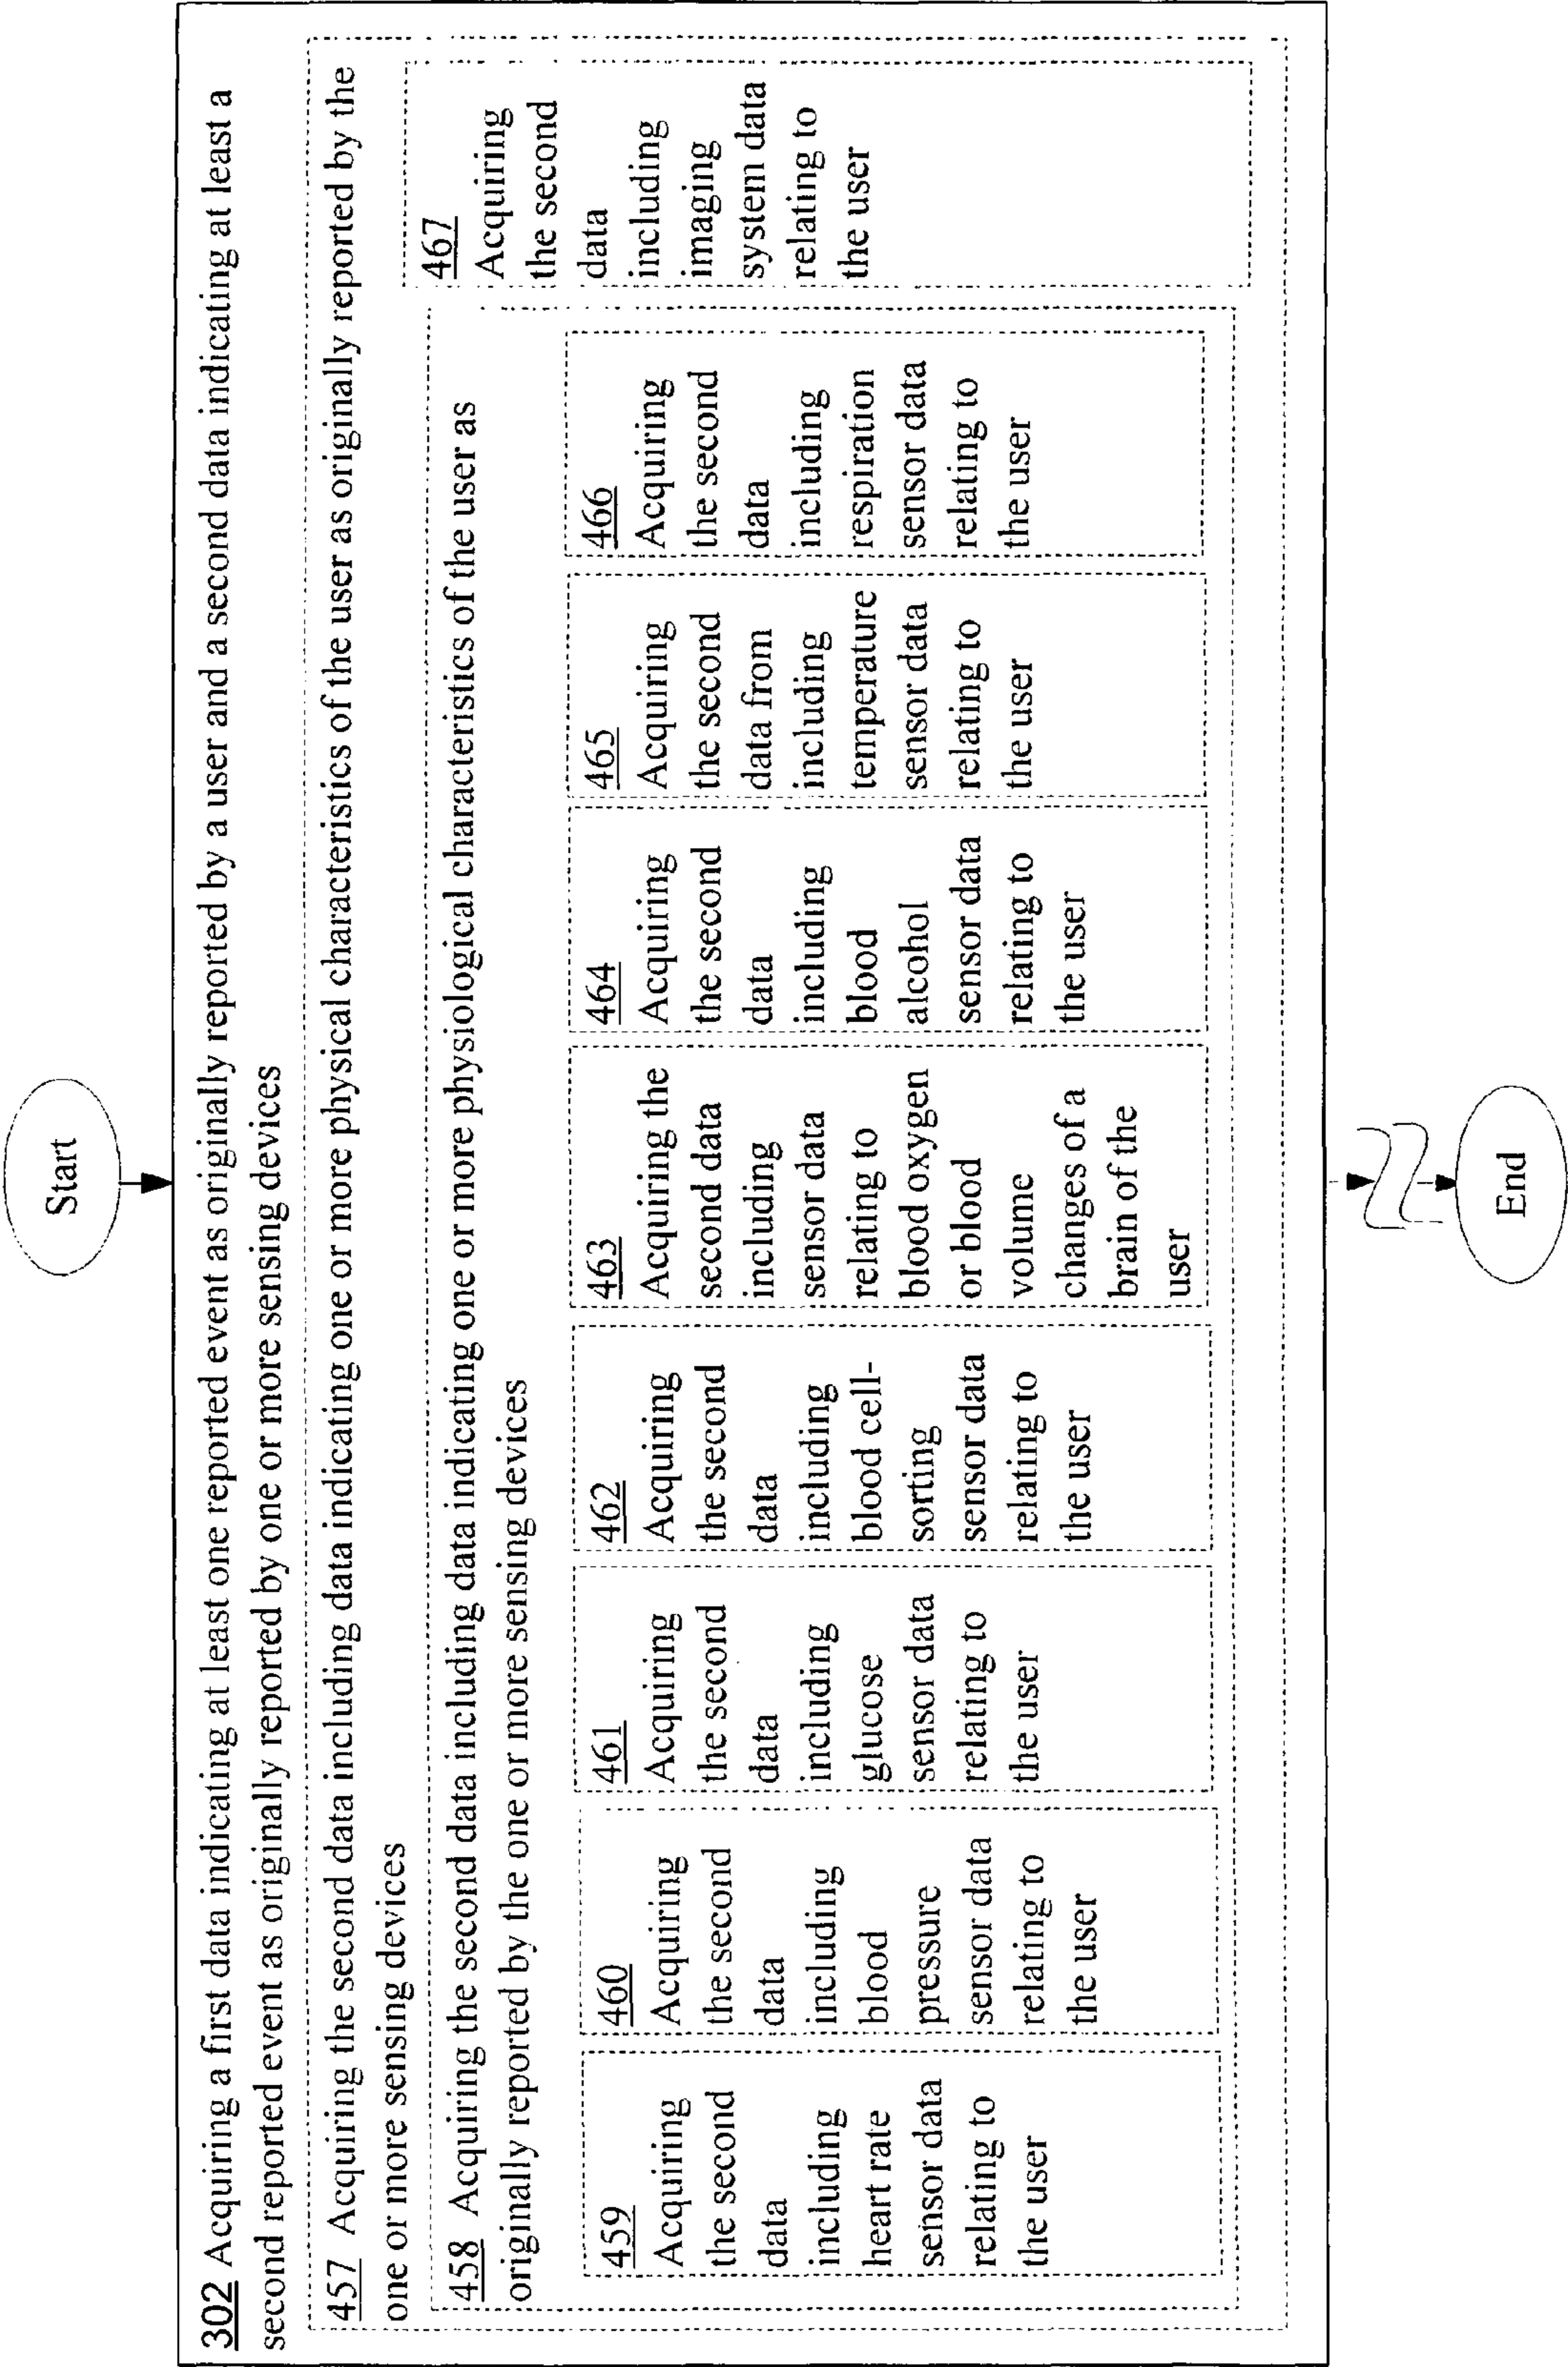 Start
302 Acquiring a first data indicating at least one reported event as originally reported by a user and a second data indicating at least a
second reported event as originally reported by one or more sensing devices
457 Acquiring the second data including data indicating one or more physical characteristics of the user as originally reported by the
one or more sensing devices
458 Acquiring the second data including data indicating one or more physiological characteristics of the user as
originally reported by the one or more sensing devices
459
Acquiring
the second
data
including
heart rate
sensor data
relating to
the user
460
Acquiring
the second
data
including
blood
pressure
sensor data
relating to
the user
461
Acquiring
the second
data
including
glucose
sensor data
relating to
the user
462
Acquiring
the second
data
including
blood cell-
sorting
sensor data
relating to
the user
463
Acquiring the
second data
including
sensor data
relating to
blood oxygen
or blood
volume
changes of a
brain of the
user
464
Acquiring
the second
data
including
blood
alcohol
sensor data
relating to
the user
465
Acquiring
the second
data from
including
temperature
sensor data
relating to
the user
466
Acquiring
the second
data
including
respiration
sensor data
relating to
the user
467
Acquiring
the second
data
including
imaging
system data
relating to
the user
End